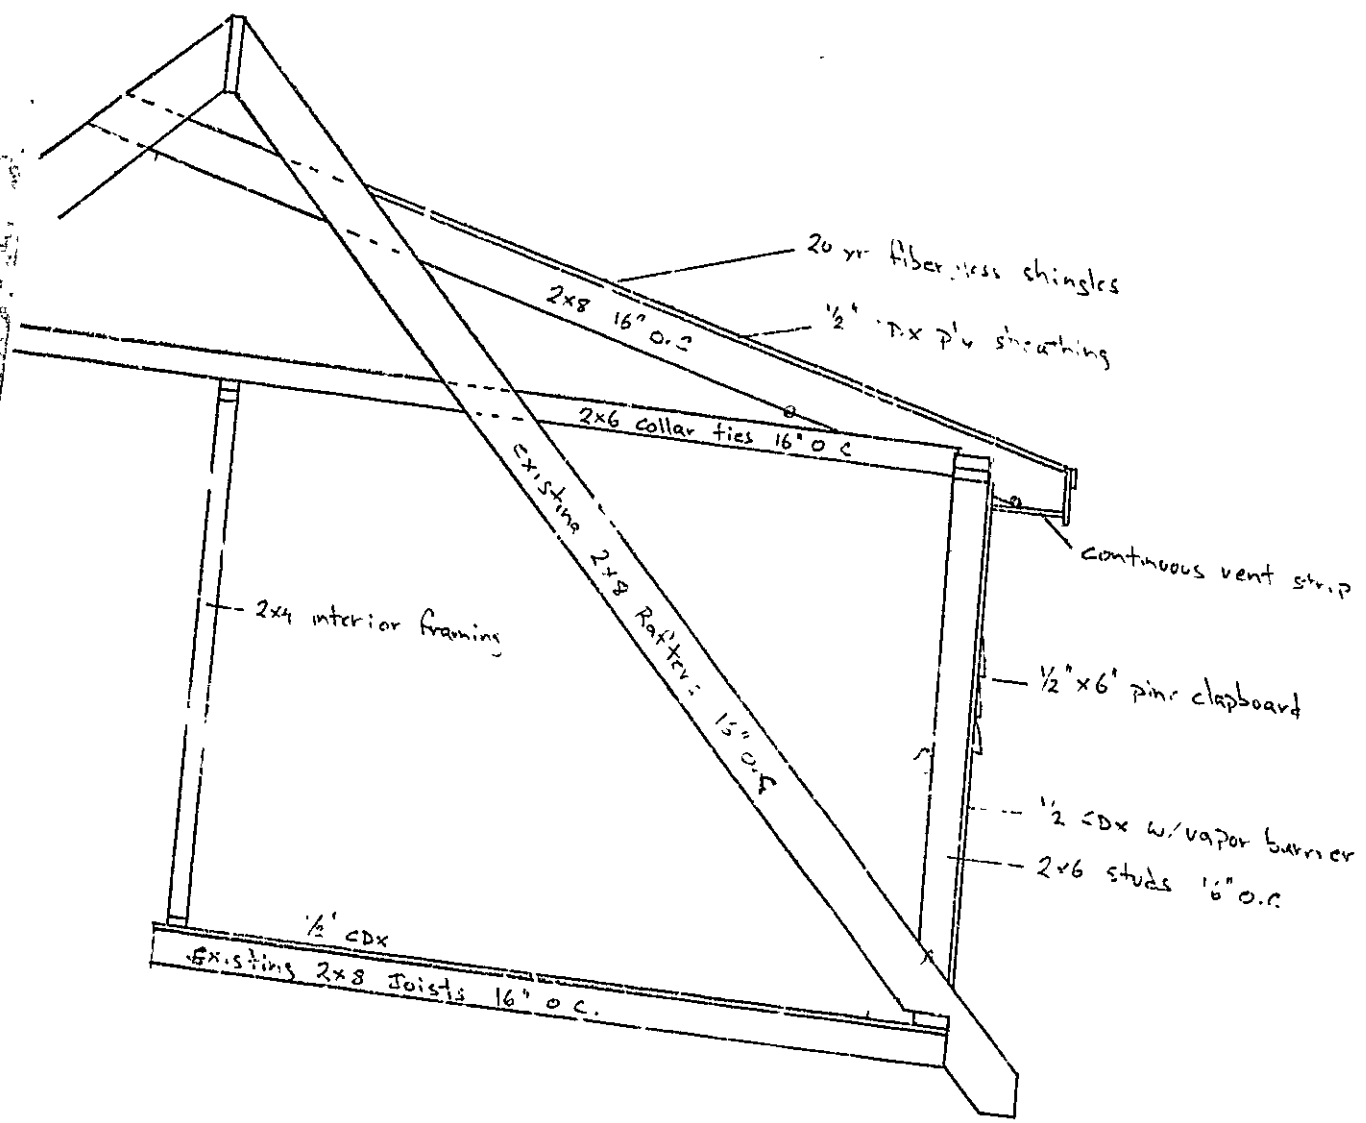 20 yr fiberglass shingles
1/2" CDX ply sheathing
2x8 16" O.C
2x6 collar ties 16" O C
continuous vent strip
existing 2x8 Rafters 16" O.C
2x4 interior framing
1/2" x 6" pine clapboard
1/2 CDX w/vapor barrier
2x6 studs 16" O.C.
1/2" CDX
Existing 2x8 Joists 16" O C.